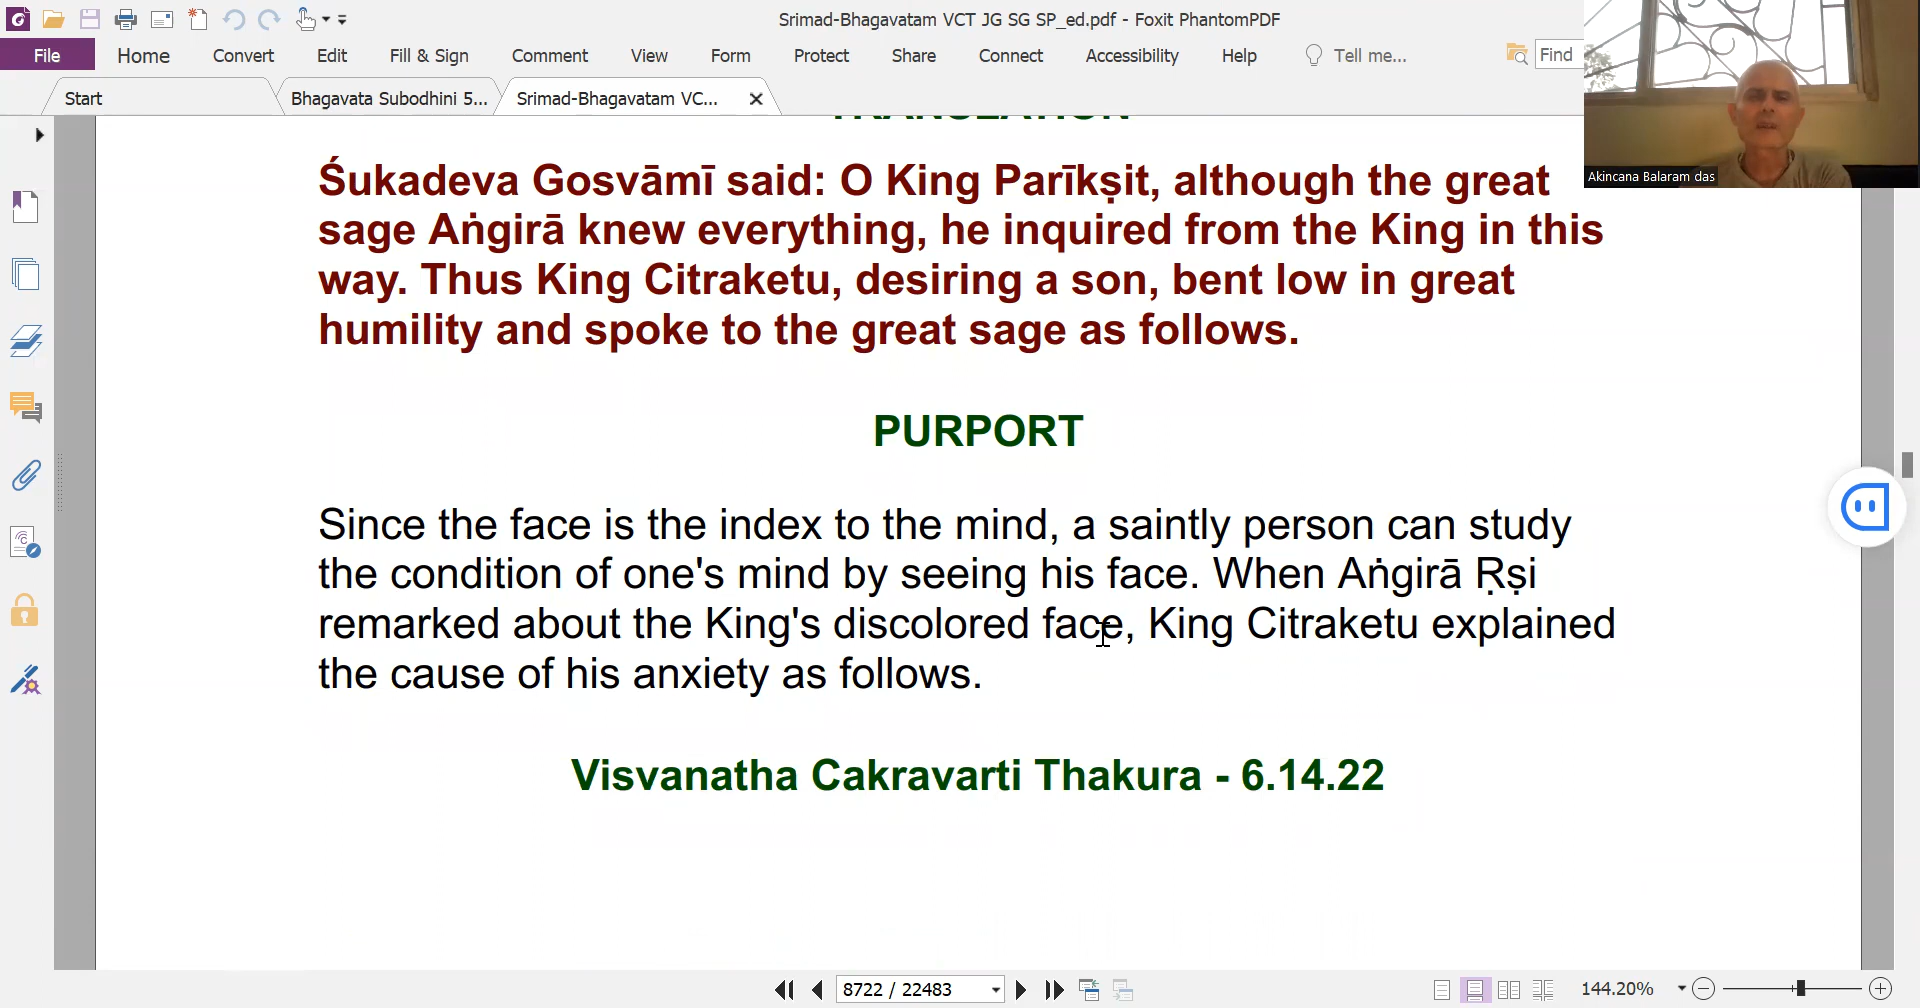 Srimad-Bhagavatam VCT JG SG SP_ed.pdf - Foxit PhantomPDF
File Home Convert Edit Fill & Sign Comment View Form Protect Share Connect Accessibility Help Tell me... Find
Start Bhagavata Subodhini 5... Srimad-Bhagavatam VC...
Akincana Balaram das
TRANSLATION
Śukadeva Gosvāmī said: O King Parīkṣit, although the great
sage Aṅgirā knew everything, he inquired from the King in this
way. Thus King Citraketu, desiring a son, bent low in great
humility and spoke to the great sage as follows.
PURPORT
Since the face is the index to the mind, a saintly person can study
the condition of one's mind by seeing his face. When Aṅgirā Ṛṣi
remarked about the King's discolored face, King Citraketu explained
the cause of his anxiety as follows.
Visvanatha Cakravarti Thakura - 6.14.22
8722 / 22483
144.20%